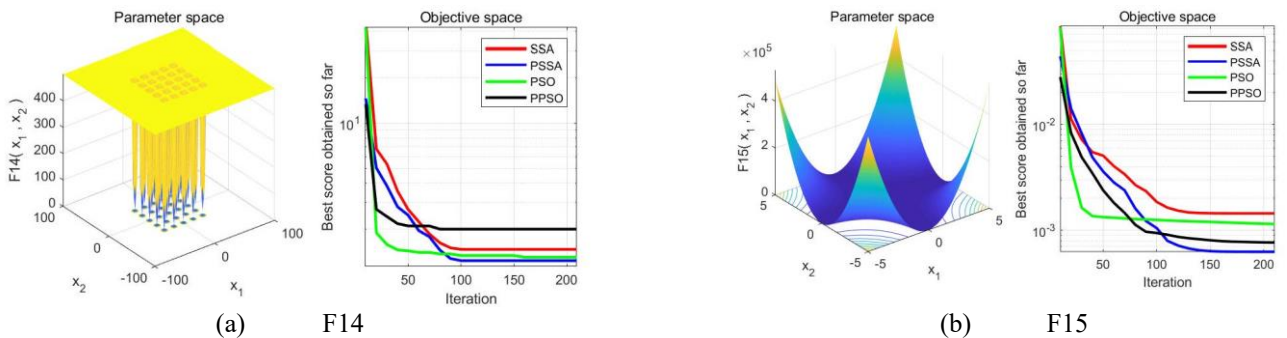 Parameter space
F14( x1 , x2 )
400
300
200
100
0
100
0
-100
x2
-100
0
100
x1
Objective space
Best score obtained so far
10^1
SSA
PSSA
PSO
PPSO
50
100
150
200
Iteration
(a) F14
Parameter space
×10^5
F15( x1 , x2 )
4
2
0
5
0
-5
x2
-5
0
5
x1
Objective space
Best score obtained so far
10^-2
10^-3
SSA
PSSA
PSO
PPSO
50
100
150
200
Iteration
(b) F15